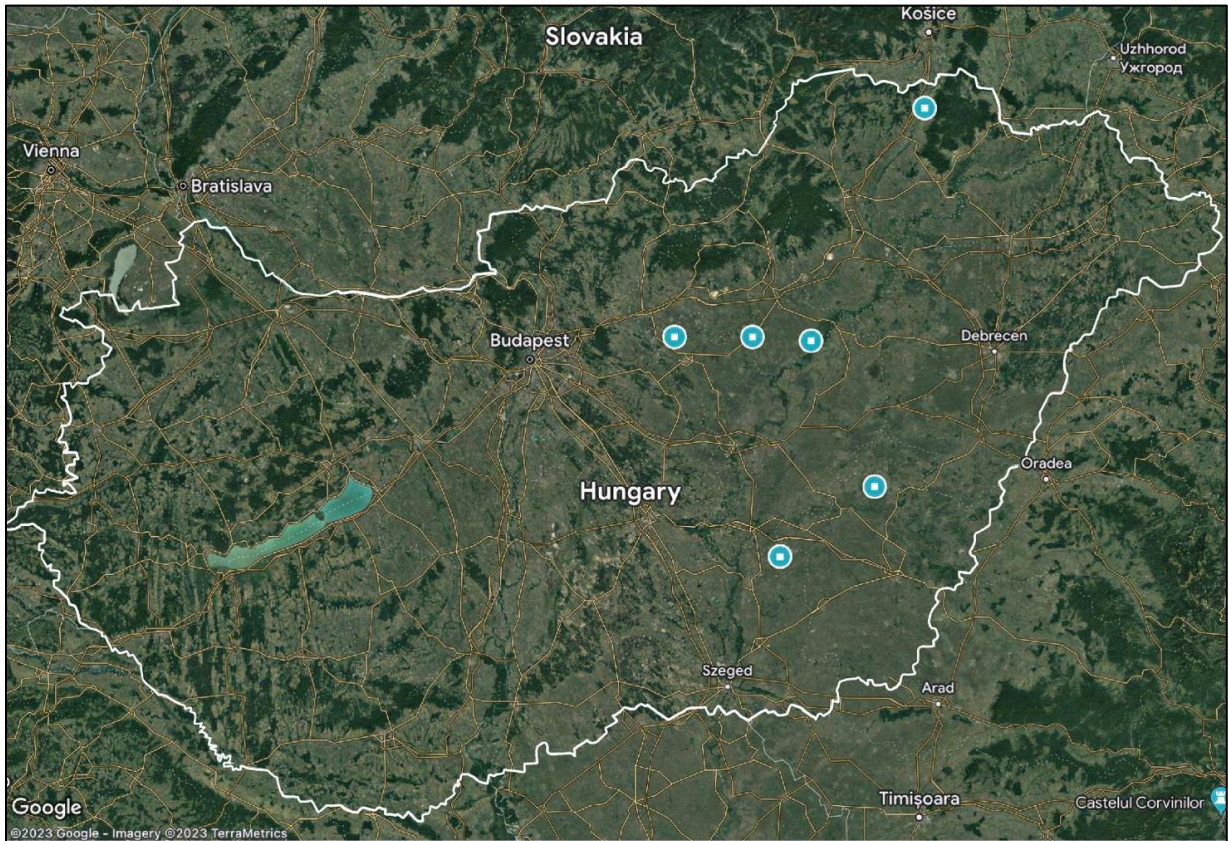 Košice
Slovakia
Uzhhorod
Ужгород
Vienna
Bratislava
Budapest
Debrecen
Oradea
Hungary
Szeged
Arad
Timișoara
Castelul Corvinilor
Google
©2023 Google - Imagery ©2023 TerraMetrics